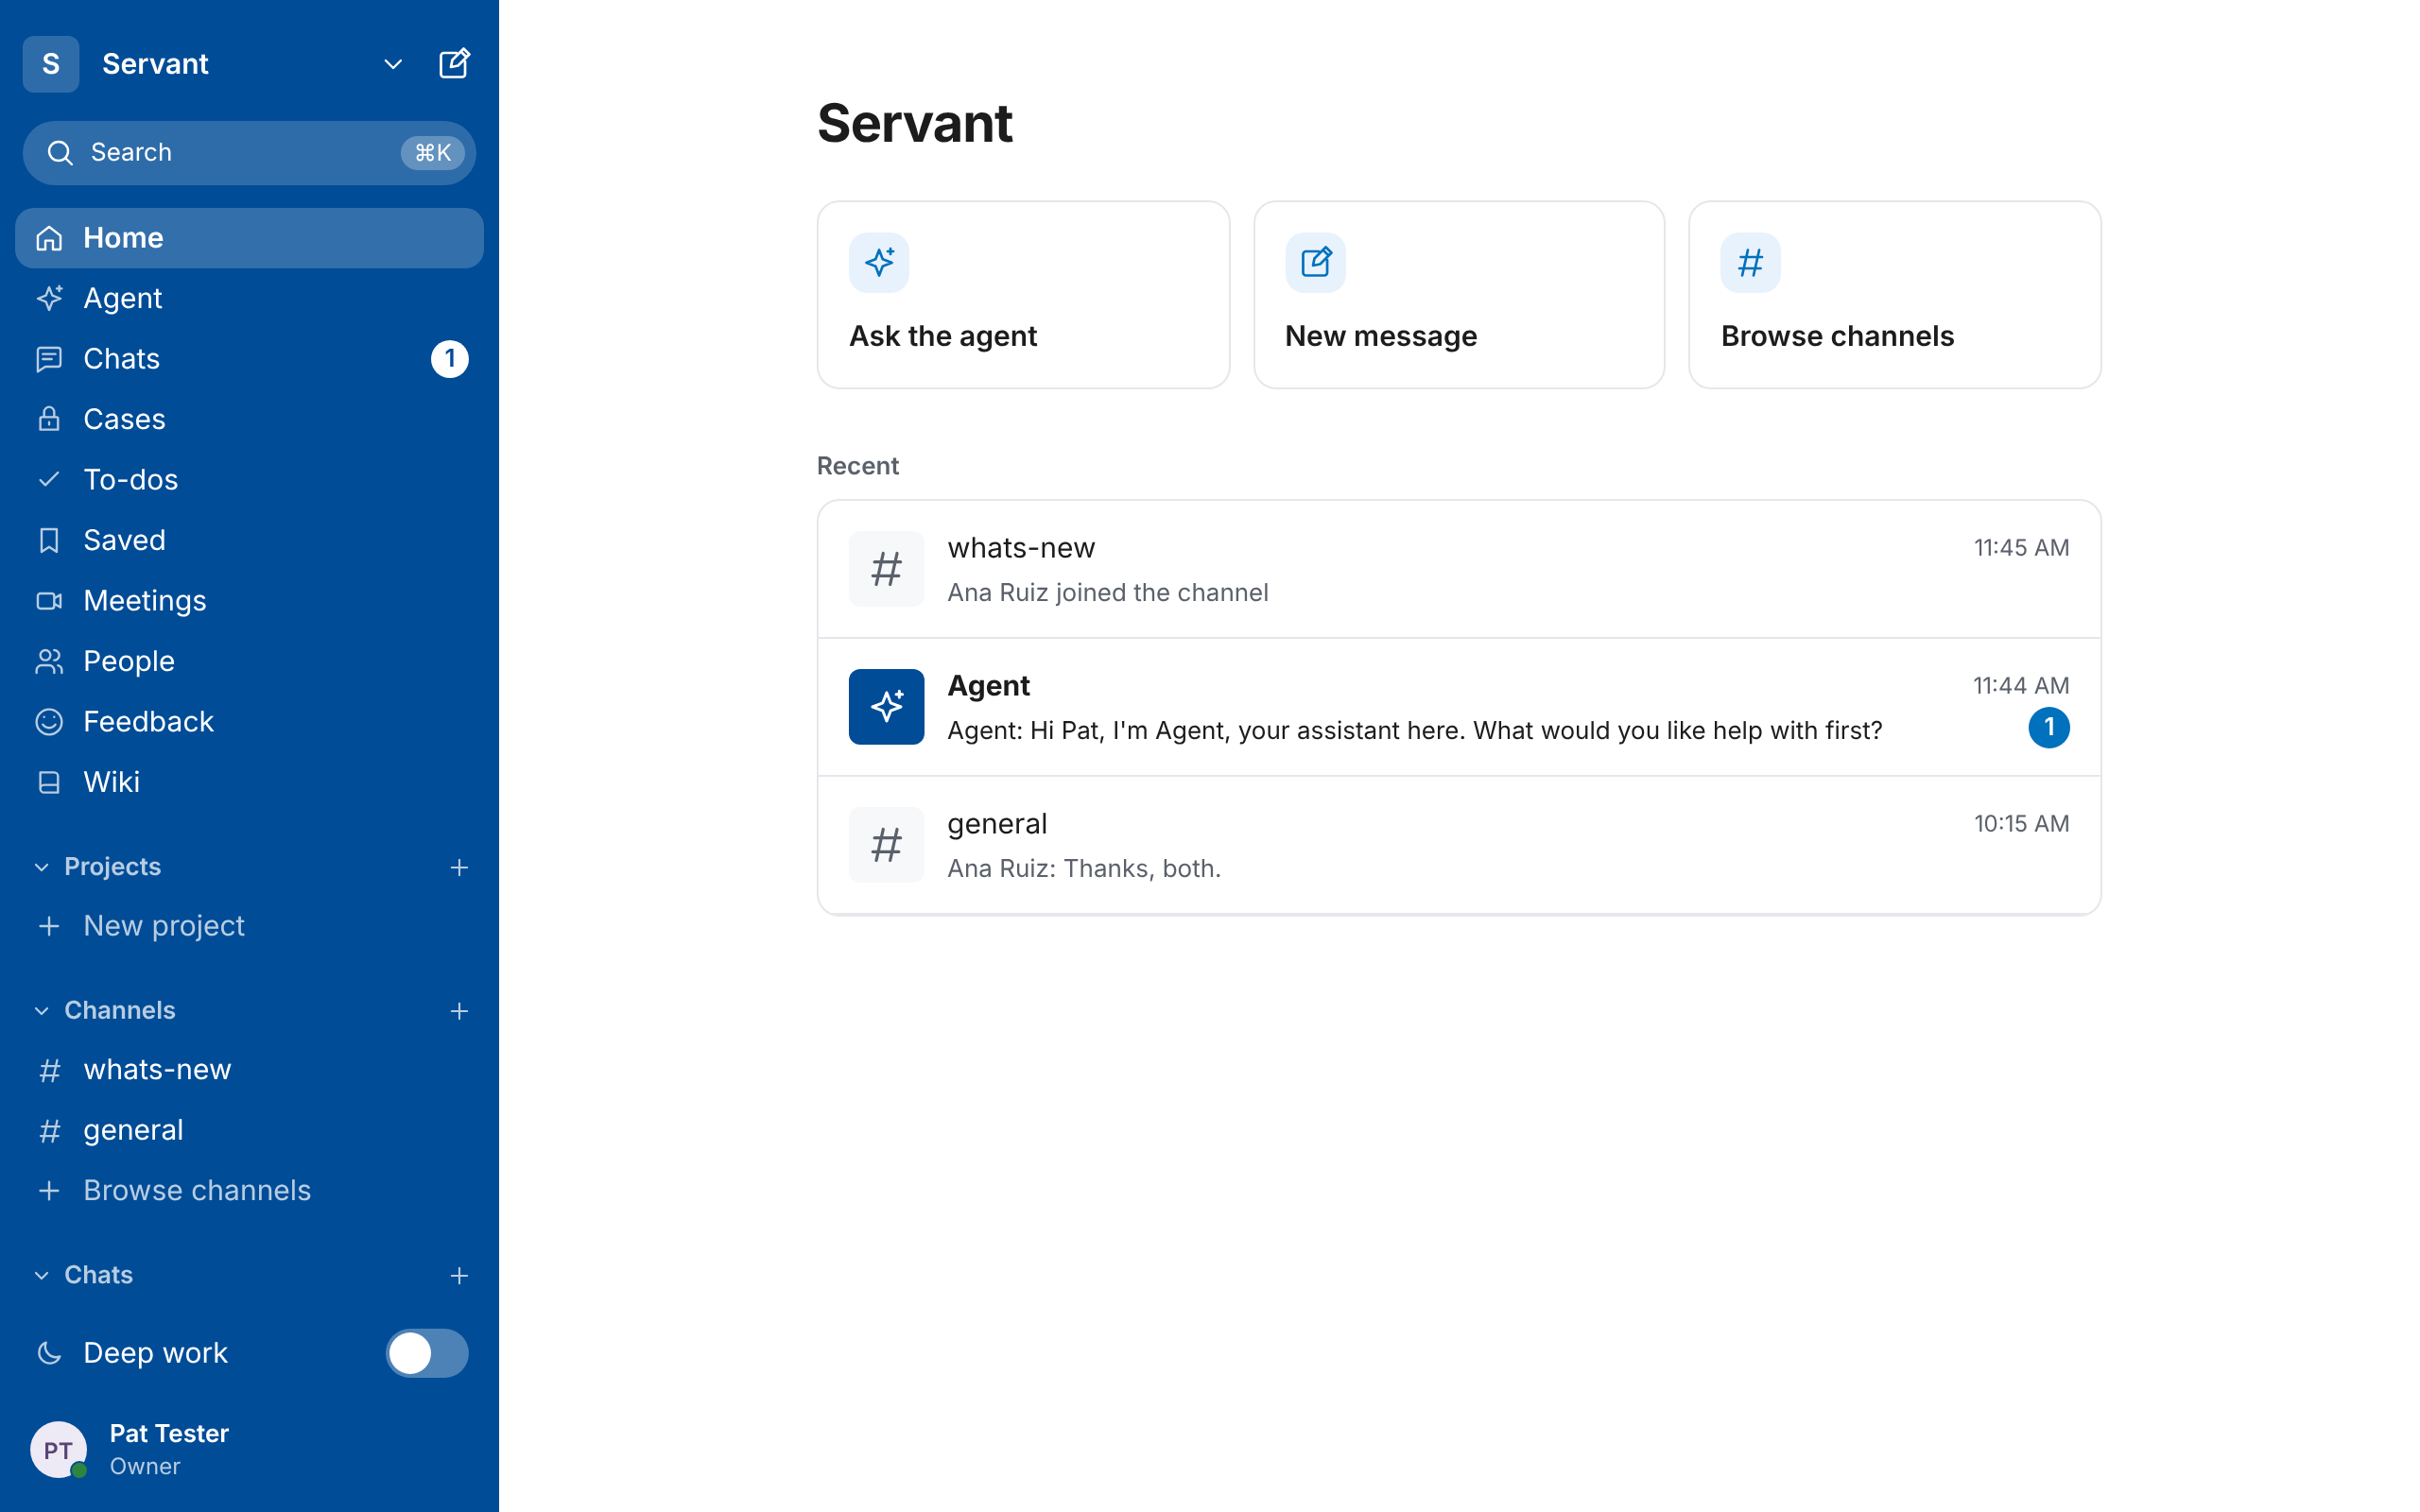 S
Servant
Search
⌘K
Home
Agent
Chats
1
Cases
To-dos
Saved
Meetings
People
Feedback
Wiki
Projects
New project
Channels
whats-new
general
Browse channels
Chats
Deep work
PT
Pat Tester
Owner
Servant
Ask the agent
New message
Browse channels
Recent
whats-new
11:45 AM
Ana Ruiz joined the channel
Agent
11:44 AM
Agent: Hi Pat, I'm Agent, your assistant here. What would you like help with first?
1
general
10:15 AM
Ana Ruiz: Thanks, both.